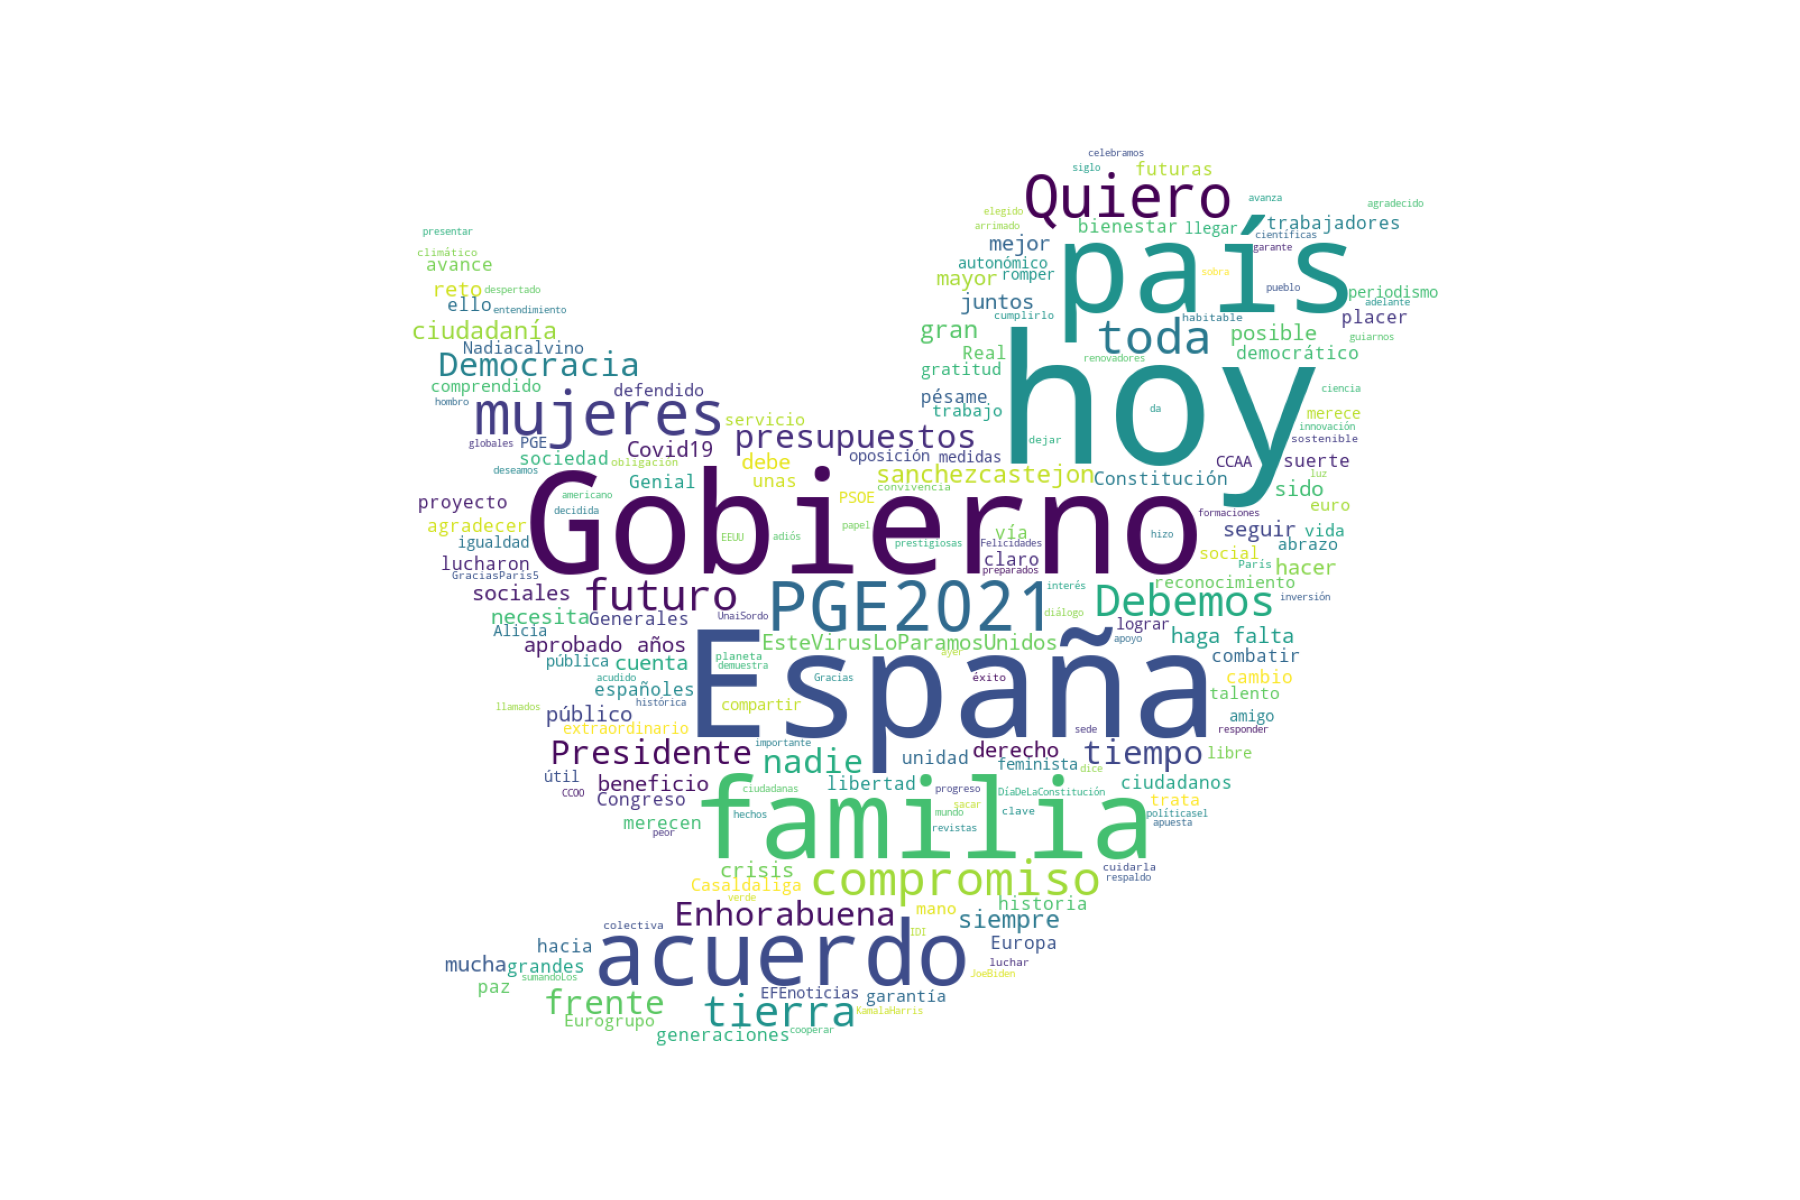 celebramos
siglo
futuras
Quiero
avanza
agradecido
elegido
arrimado
bienestar
llegar
trabajadores
presentar
mejor
científicas
garante
país
climático
avance
autonómico
romper
sobra
mayor
reto
despertado
pueblo
periodismo
ello
entendimiento
juntos
adelante
cumplirlo
habitable
placer
ciudadanía
gran
toda
posible
guiarnos
Nadiacalvino
Real
renovadores
democrático
Democracia
gratitud
hoy
comprendido
defendido
pésame
ciencia
hombro
mujeres
servicio
trabajo
da
merece
innovación
globales
PGE
Covid19
presupuestos
dejar
sostenible
sociedad
obligacion
debe
oposición
medidas
CCAA
suerte
deseamos
Genial
unas
sanchezcastejon
Constitución
luz
americano
PSOE
convivencia
sido
proyecto
decidida
Gobierno
euro
formaciones
agradecer
papel
seguir
vida
igualdad
EEUU
adiós
prestigiosas
vía
Felicidades
hizo
abrazo
lucharon
claro
social
París
hacer
GraciasParis5
preparados
reconocimiento
sociales
futuro
PGE2021
interés
Debemos
inversión
necesita
Generales
UnaiSordo
diálogo
lograr
Alicia
aprobado
años
EsteVirusLoParamosUnidos
apoyo
haga falta
pública
cuenta
planeta
demuestra
ayer
España
combatir
acudido
españoles
Gracias
éxito
cambio
llamados
histórica
compartir
talento
público
extraordinario
amigo
sede
responder
Presidente
importante
nadie
unidad
derecho
feminista
dice
tiempo
libre
útil
beneficio
ciudadanas
libertad
progreso
DíaDeLaConstitución
ciudadanos
CCOO
Congreso
familia
sacar
trata
merecen
hechos
mundo
clave
políticasel
peor
revistas
apuesta
crisis
compromiso
cuidarla
respaldo
Casaldaliga
verde
historia
Enhorabuena
mano
siempre
colectiva
acuerdo
IDI
hacia
Europa
mucha
grandes
luchar
sumandoLos
JoeBiden
paz
frente
EFEnoticias
garantía
tierra
KamalaHarris
Eurogrupo
generaciones
cooperar